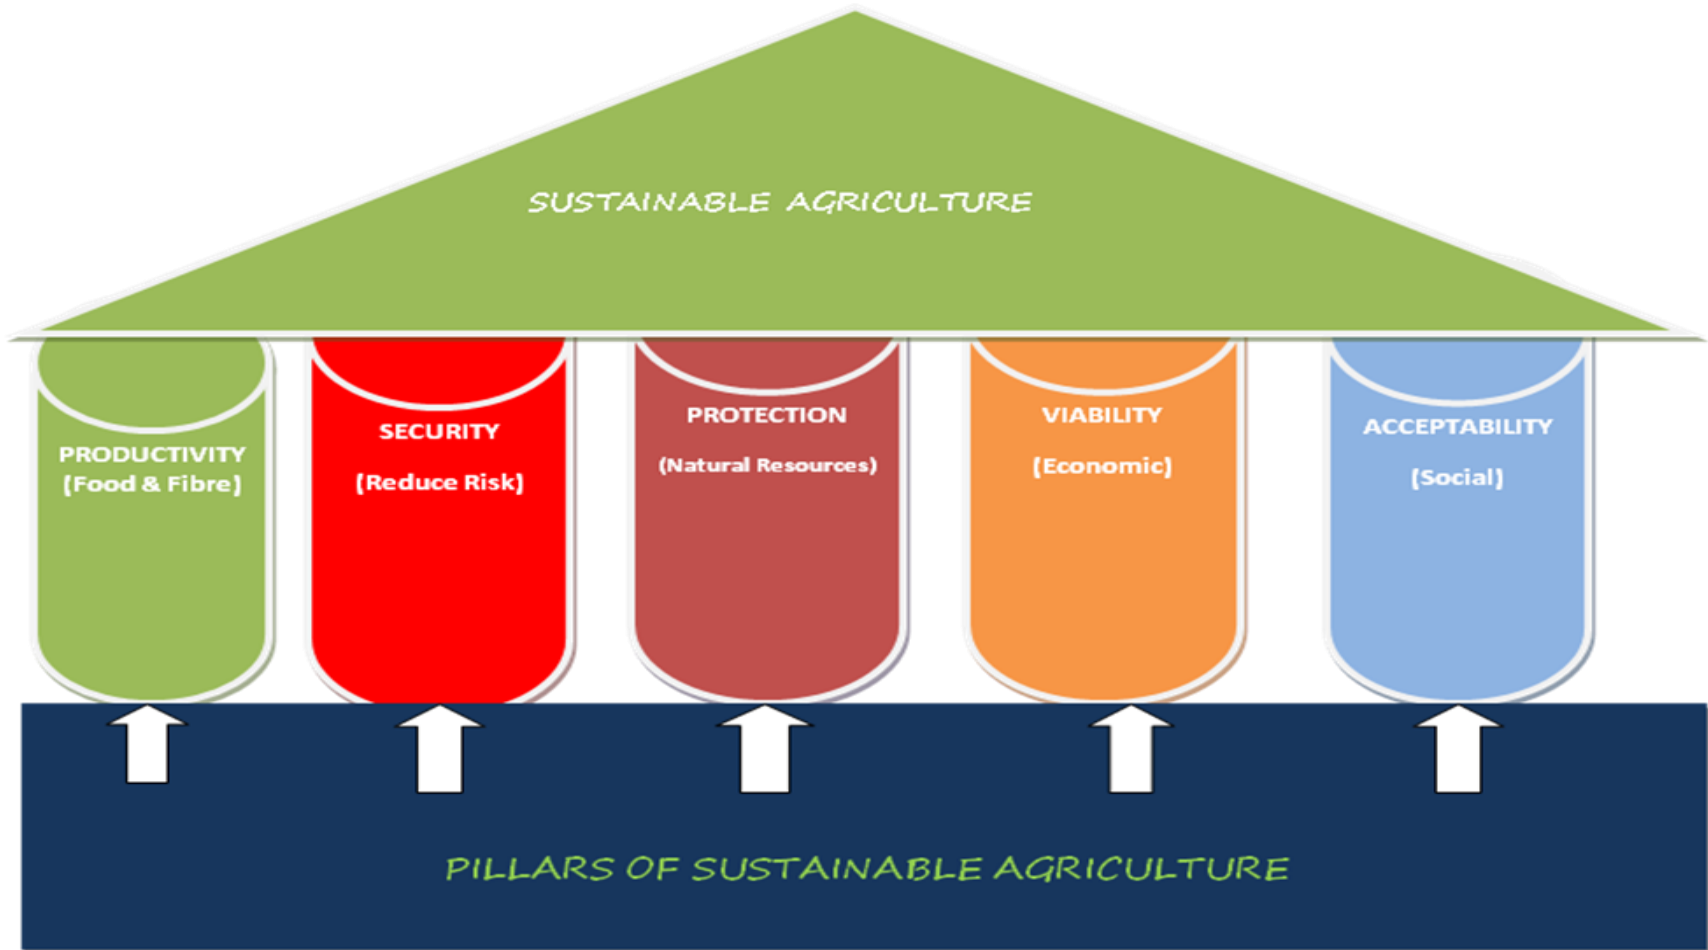 SUSTAINABLE AGRICULTURE
PRODUCTIVITY
(Food & Fibre)
SECURITY
(Reduce Risk)
PROTECTION
(Natural Resources)
VIABILITY
(Economic)
ACCEPTABILITY
(Social)
PILLARS OF SUSTAINABLE AGRICULTURE